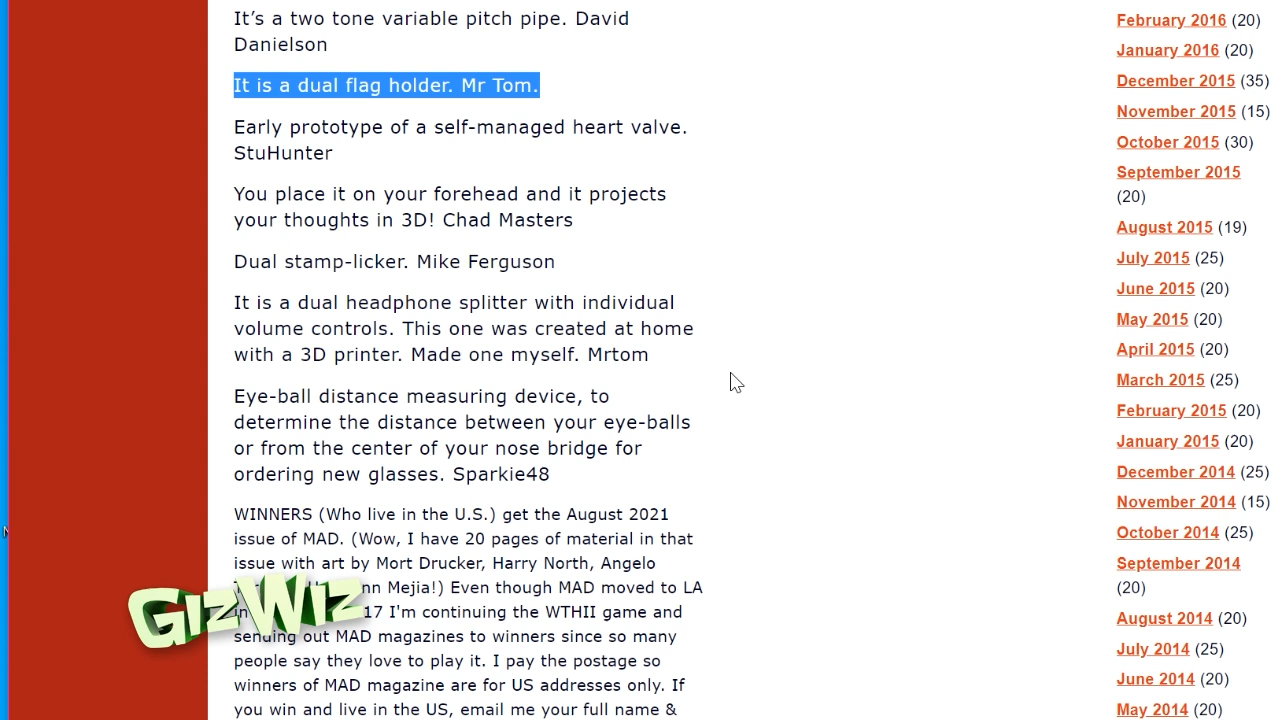 It’s a two tone variable pitch pipe. David
Danielson
It is a dual flag holder. Mr Tom.
Early prototype of a self-managed heart valve.
StuHunter
You place it on your forehead and it projects
your thoughts in 3D! Chad Masters
Dual stamp-licker. Mike Ferguson
It is a dual headphone splitter with individual
volume controls. This one was created at home
with a 3D printer. Made one myself. Mrtom
Eye-ball distance measuring device, to
determine the distance between your eye-balls
or from the center of your nose bridge for
ordering new glasses. Sparkie48
WINNERS (Who live in the U.S.) get the August 2021
issue of MAD. (Wow, I have 20 pages of material in that
issue with art by Mort Drucker, Harry North, Angelo
Mejia!) Even though MAD moved to LA
17 I'm continuing the WTHII game and
sending out MAD magazines to winners since so many
people say they love to play it. I pay the postage so
winners of MAD magazine are for US addresses only. If
you win and live in the US, email me your full name &
GizWiz
February 2016 (20)
January 2016 (20)
December 2015 (35)
November 2015 (15)
October 2015 (30)
September 2015
(20)
August 2015 (19)
July 2015 (25)
June 2015 (20)
May 2015 (20)
April 2015 (20)
March 2015 (25)
February 2015 (20)
January 2015 (20)
December 2014 (25)
November 2014 (15)
October 2014 (25)
September 2014
(20)
August 2014 (20)
July 2014 (25)
June 2014 (20)
May 2014 (20)